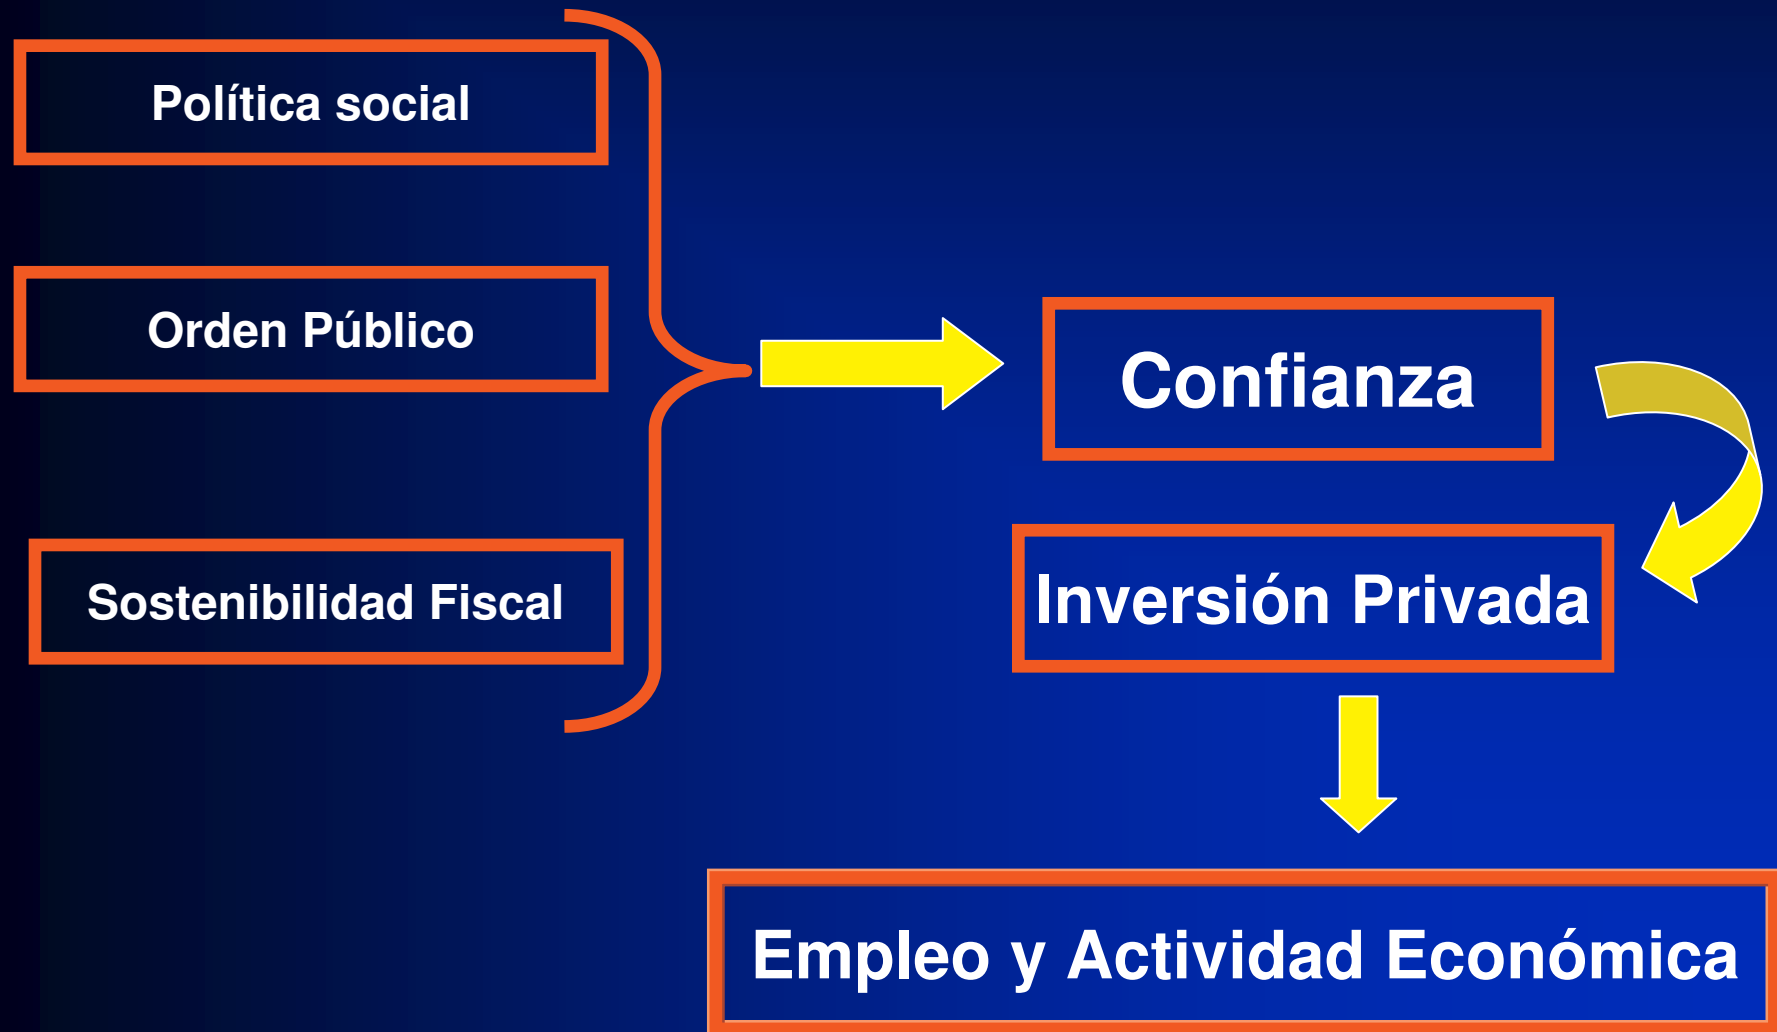 Política social
Orden Público
Sostenibilidad Fiscal
Confianza
Inversión Privada
Empleo y Actividad Económica